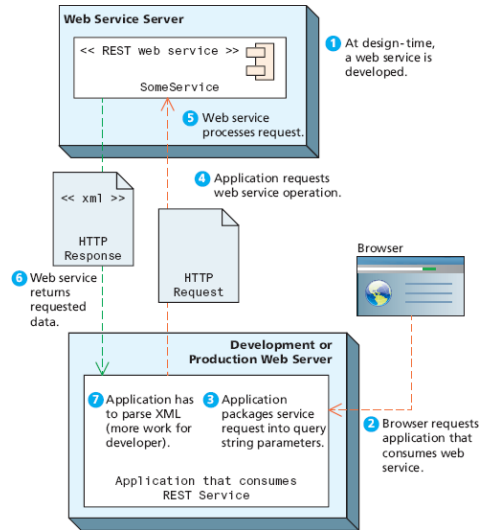 Web Service Server
<< REST web service >>
SomeService
1 At design-time,
a web service is
developed.
5 Web service
processes request.
4 Application requests
web service operation.
<< xml >>
HTTP
Response
HTTP
Request
Browser
6 Web service
returns
requested
data.
Development or
Production Web Server
7 Application has
to parse XML
(more work for
developer).
3 Application
packages service
request into query
string parameters.
2 Browser requests
application that
consumes web
service.
Application that consumes
REST Service